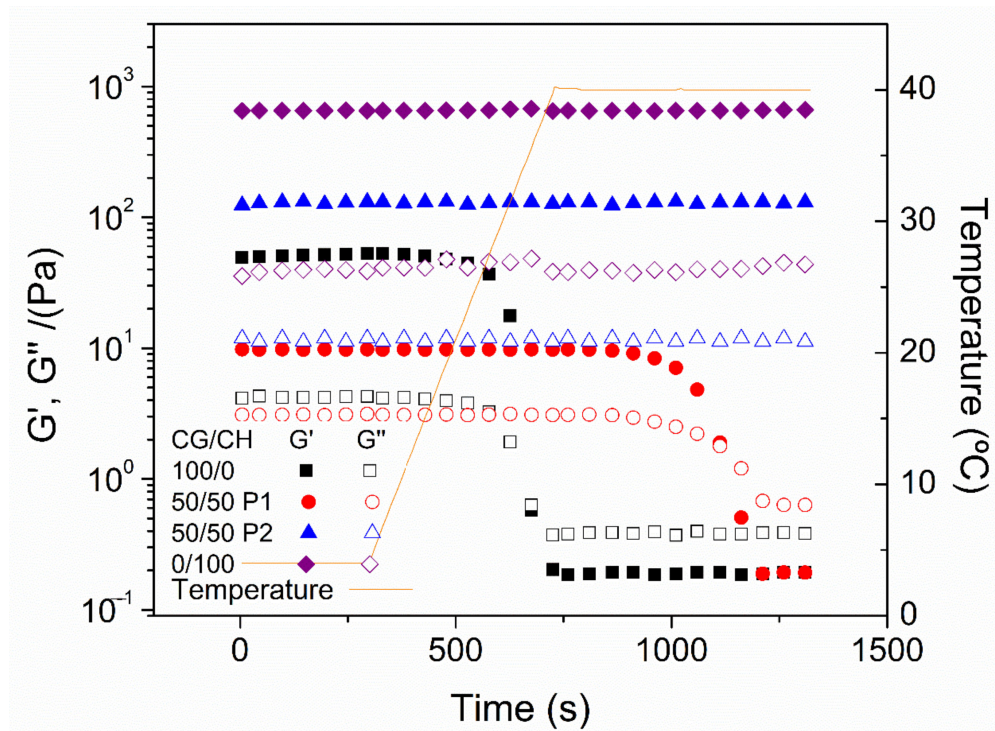 G', G'' /(Pa)
10³
10²
10¹
10⁰
10⁻¹
CG/CH G' G''
100/0
50/50 P1
50/50 P2
0/100
Temperature
40
30
20
10
0
Temperature (ºC)
0 500 1000 1500
Time (s)